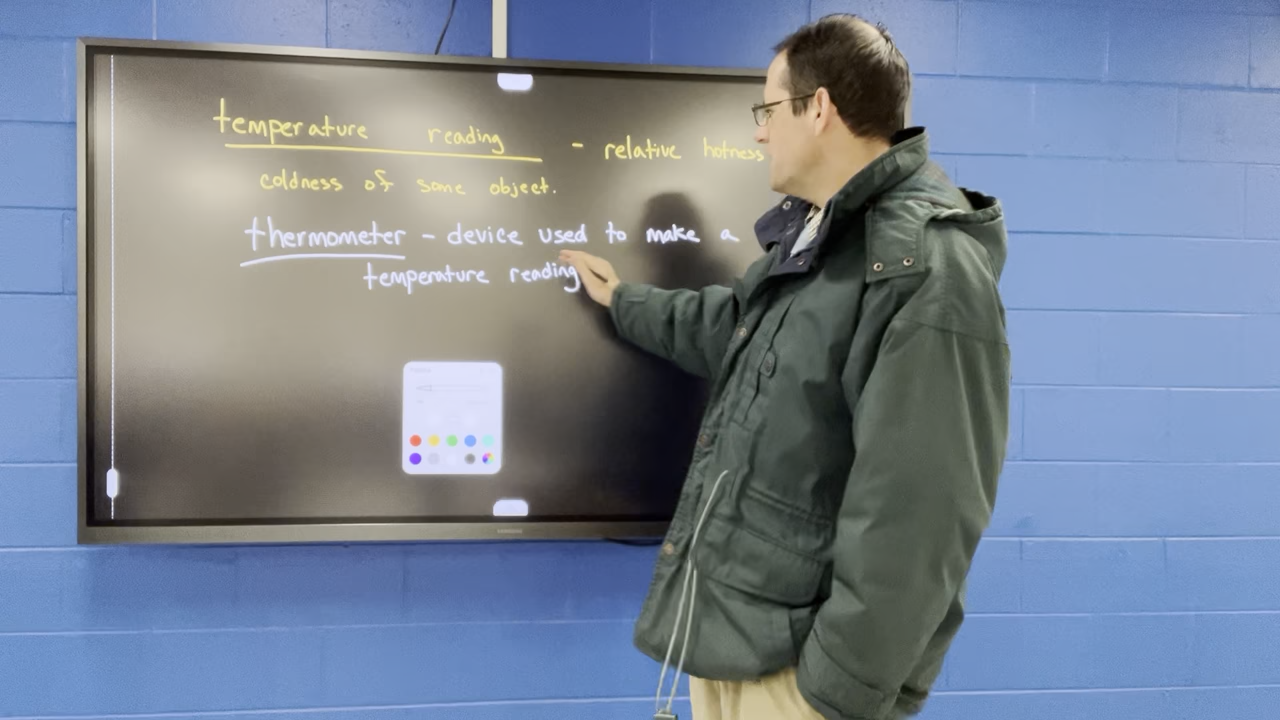 temperature reading - relative hotness
coldness of some object.
thermometer - device used to make a
temperature reading